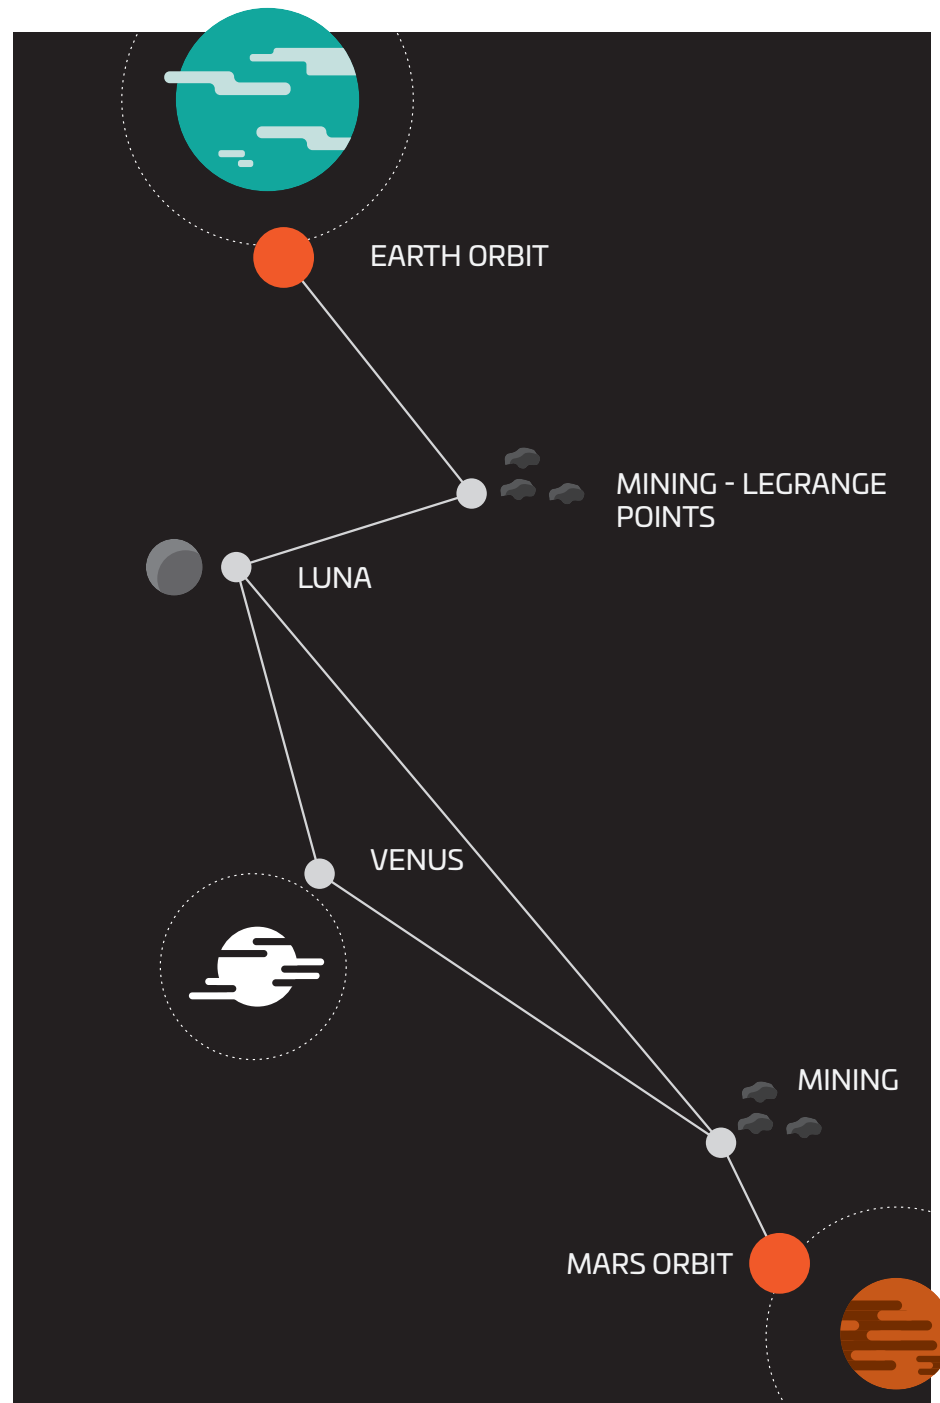 EARTH ORBIT
MINING - LEGRANGE
POINTS
LUNA
VENUS
MINING
MARS ORBIT